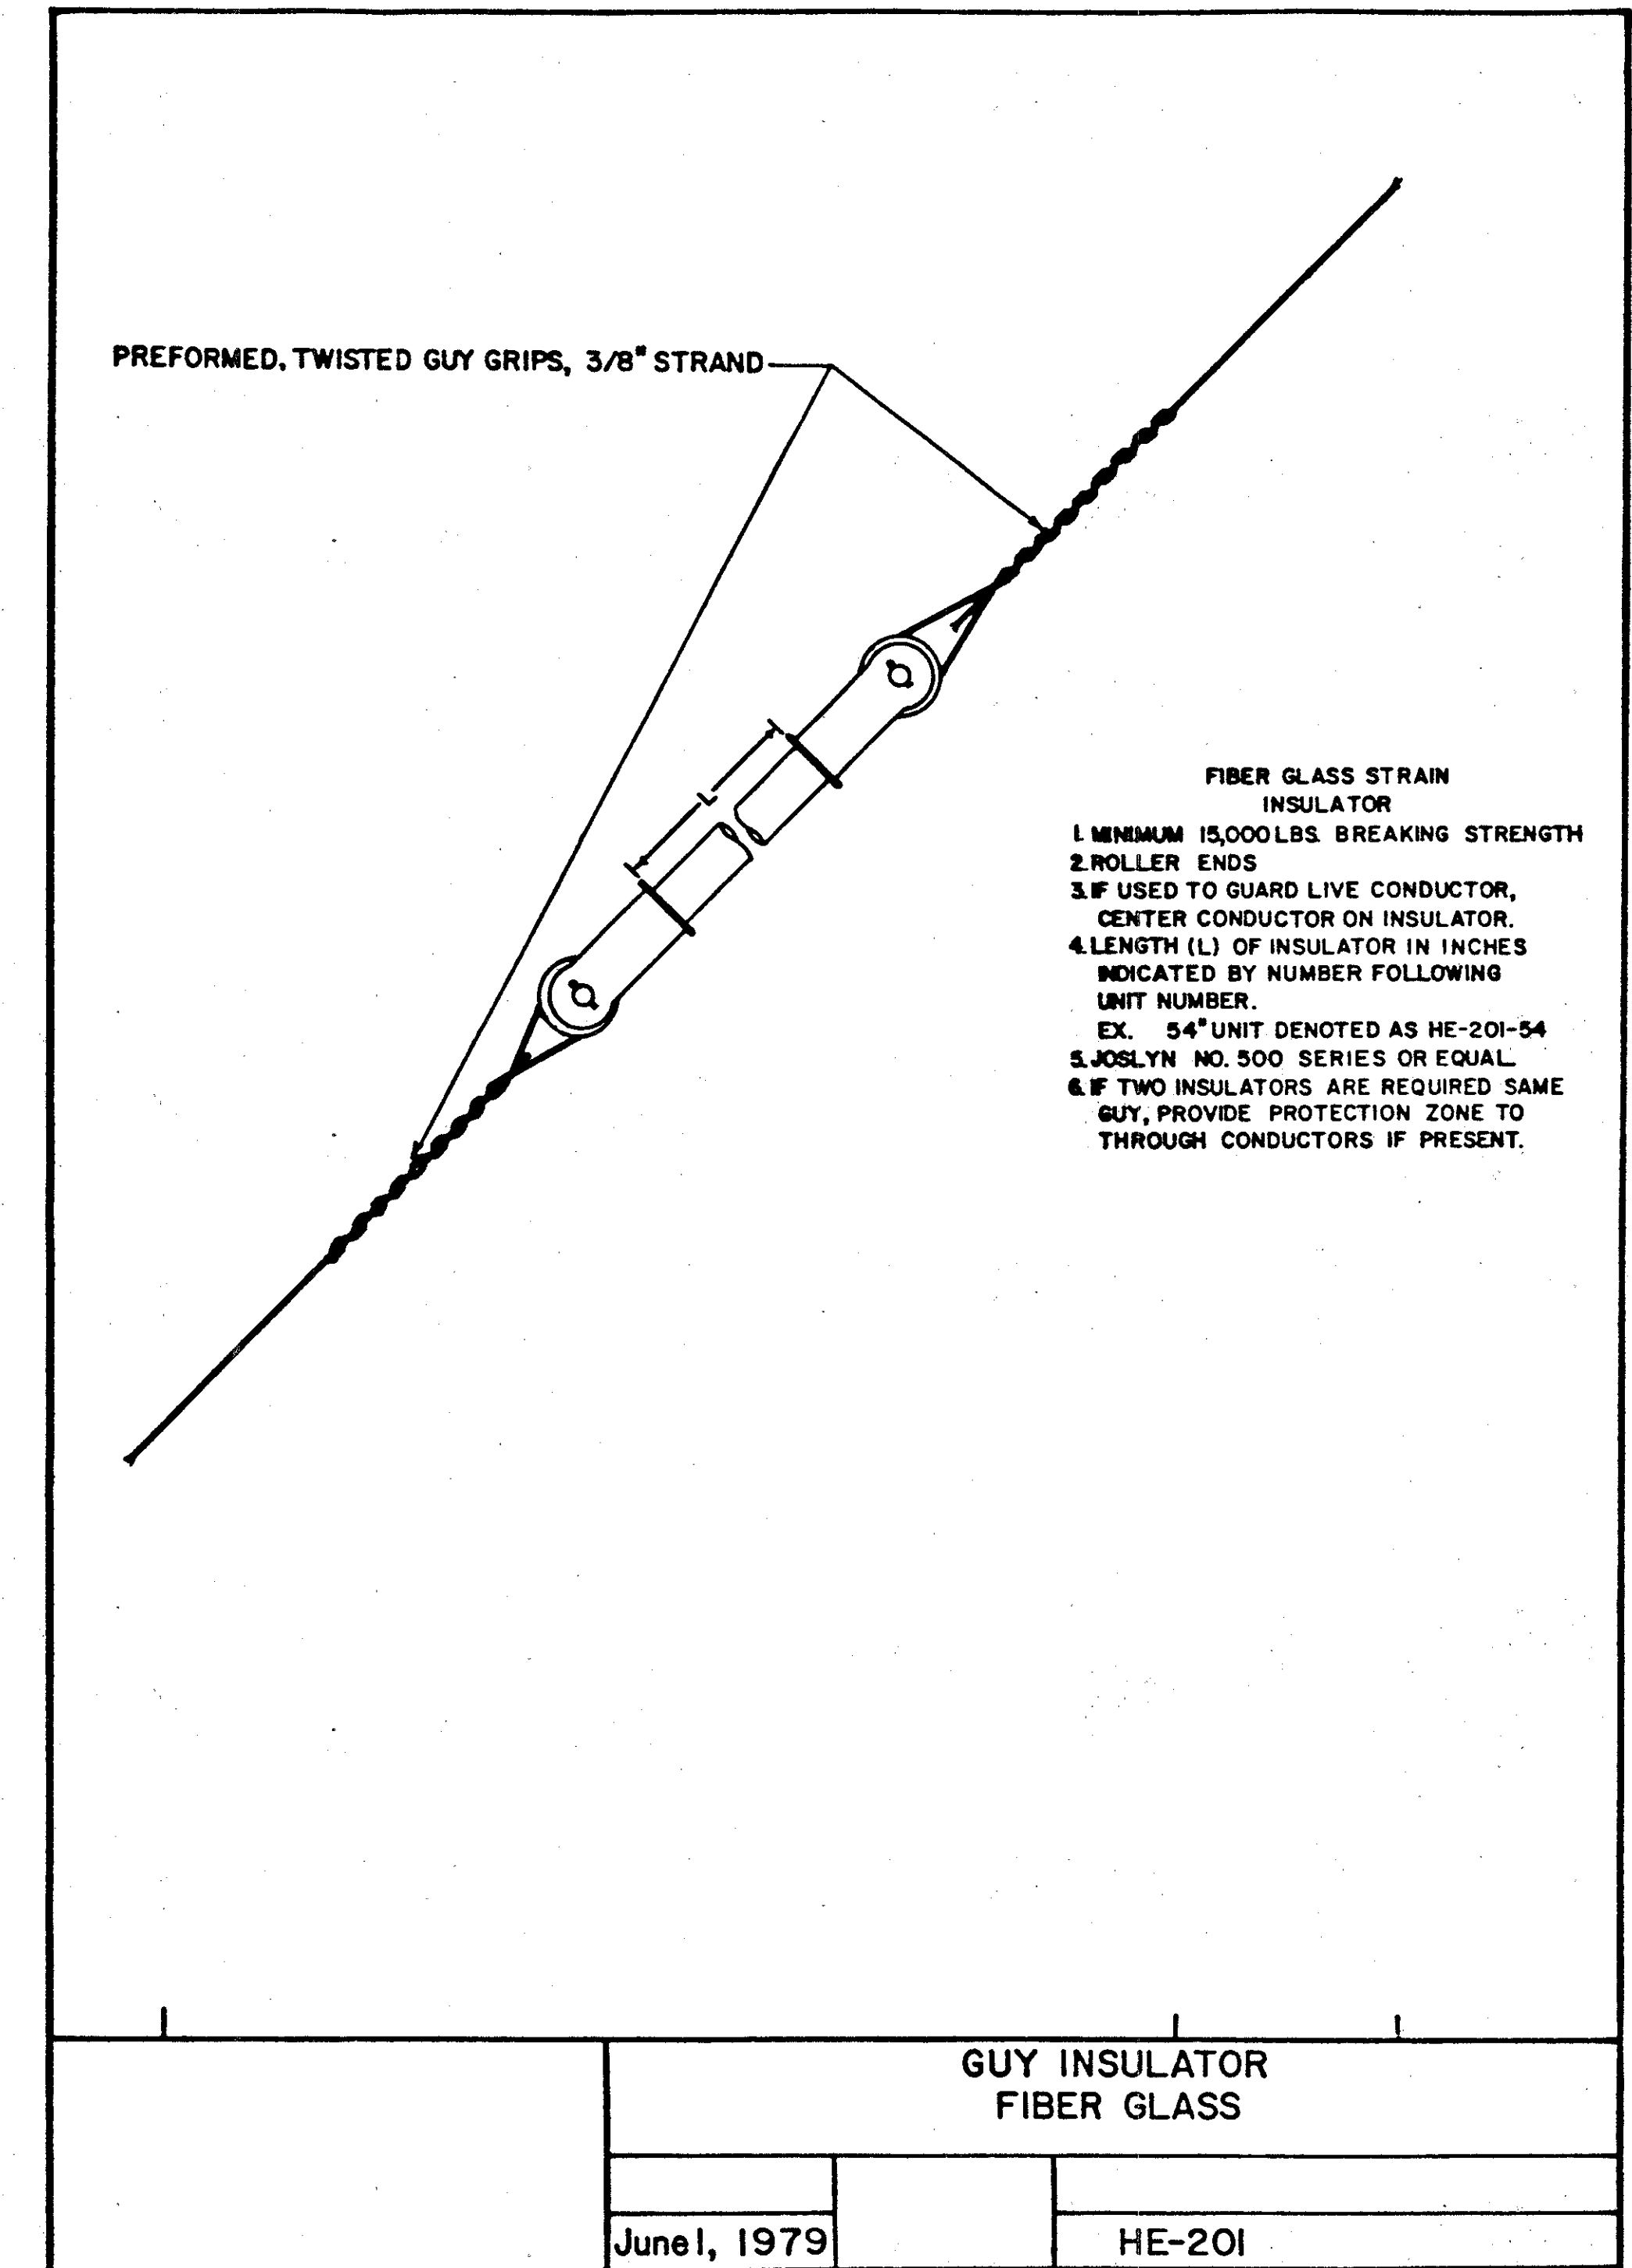 PREFORMED, TWISTED GUY GRIPS, 3/8" STRAND
L
FIBER GLASS STRAIN
INSULATOR
1. MINIMUM 15,000 LBS. BREAKING STRENGTH
2. ROLLER ENDS
3. IF USED TO GUARD LIVE CONDUCTOR,
CENTER CONDUCTOR ON INSULATOR.
4. LENGTH (L) OF INSULATOR IN INCHES
INDICATED BY NUMBER FOLLOWING
UNIT NUMBER.
EX. 54" UNIT DENOTED AS HE-201-54
5. JOSLYN NO. 500 SERIES OR EQUAL
6. IF TWO INSULATORS ARE REQUIRED SAME
GUY, PROVIDE PROTECTION ZONE TO
THROUGH CONDUCTORS IF PRESENT.
GUY INSULATOR
FIBER GLASS
June 1, 1979
HE-201